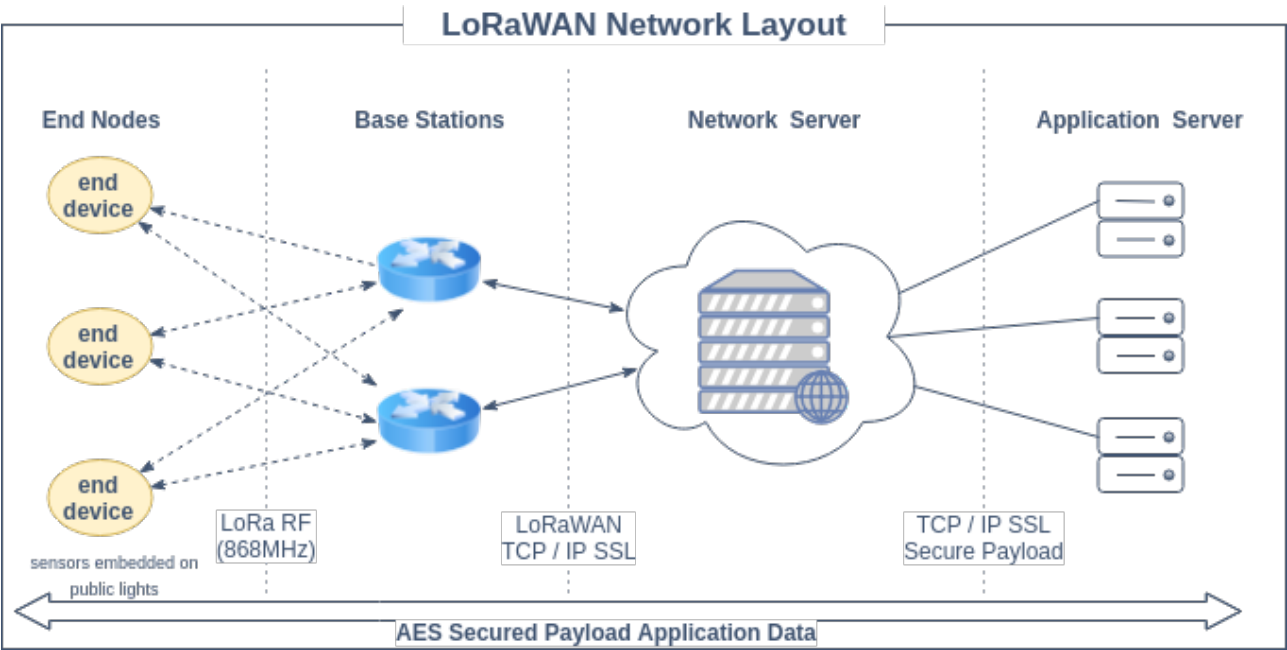 LoRaWAN Network Layout
End Nodes
Base Stations
Network Server
Application Server
end
device
end
device
end
device
sensors embedded on
public lights
LoRa RF
(868MHz)
LoRaWAN
TCP / IP SSL
TCP / IP SSL
Secure Payload
AES Secured Payload Application Data